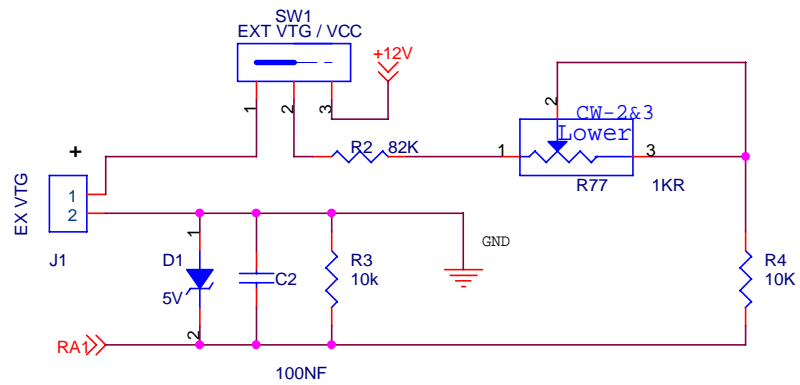 SW1
EXT VTG / VCC
+12V
1
2
3
2
CW-2&3
Lower
R2 82K
1
3
R77
1KR
+
EX VTG
1
2
J1
GND
1
D1
5V
2
C2
R3
10k
R4
10K
RA1
100NF